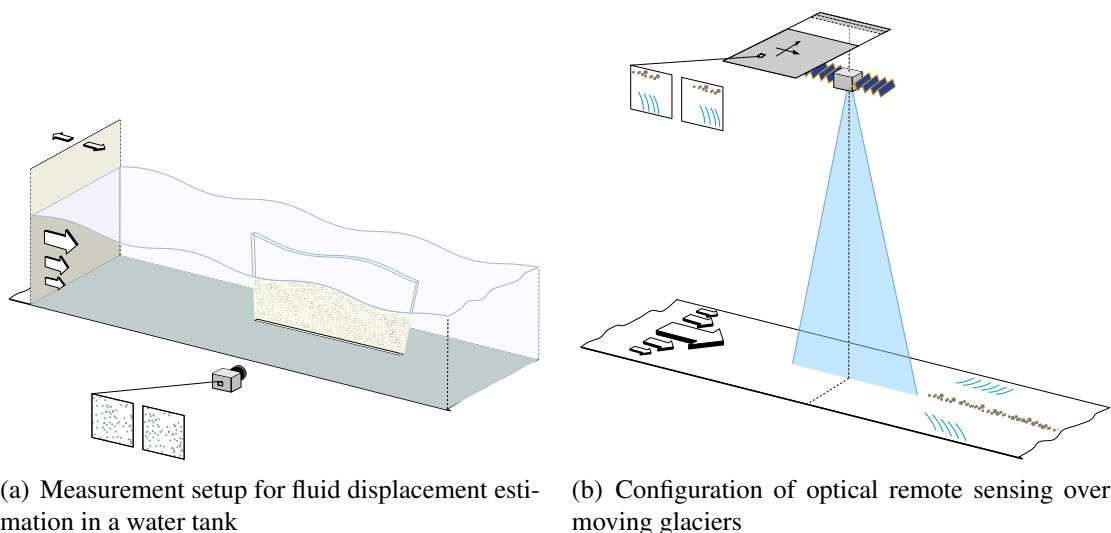 (a) Measurement setup for fluid displacement esti-
mation in a water tank
(b) Configuration of optical remote sensing over
moving glaciers